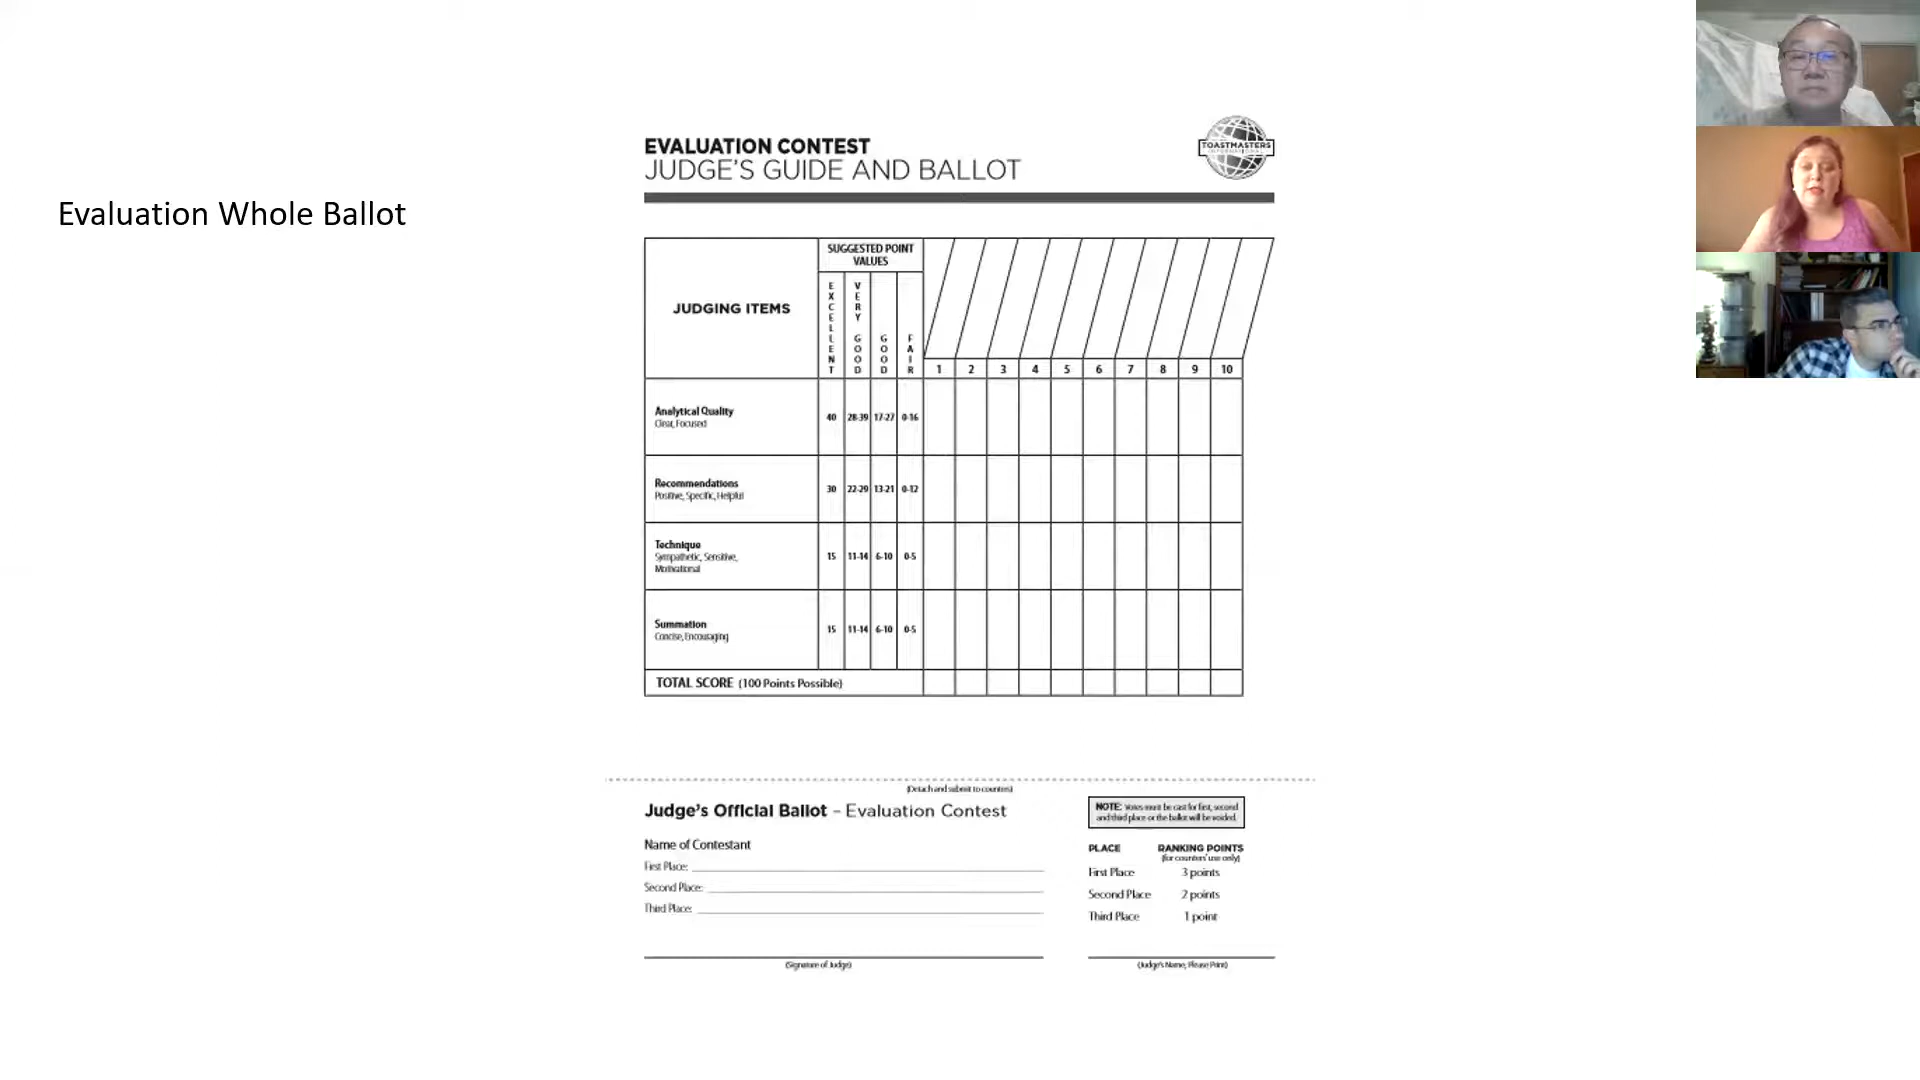 Evaluation Whole Ballot
EVALUATION CONTEST
JUDGE'S GUIDE AND BALLOT
TOASTMASTERS
INTERNATIONAL
JUDGING ITEMS
SUGGESTED POINT
VALUES
EXCELLENT
VERY GOOD
GOOD
FAIR
1 2 3 4 5 6 7 8 9 10
Analytical Quality
Clear, Focused
40 28-39 17-27 0-16
Recommendations
Positive, Specific, Helpful
30 22-29 13-21 0-12
Technique
Sympathetic, Sensitive,
Motivational
15 11-14 6-10 0-5
Summation
Concise, Encouraging
15 11-14 6-10 0-5
TOTAL SCORE (100 Points Possible)
(Detach and submit to counters)
Judge's Official Ballot – Evaluation Contest
Name of Contestant
First Place:
Second Place:
Third Place:
(Signature of Judge)
NOTE: Votes must be cast for first, second
and third place or the ballot will be voided.
PLACE RANKING POINTS
(for counters' use only)
First Place 3 points
Second Place 2 points
Third Place 1 point
(Judge's Name, Please Print)